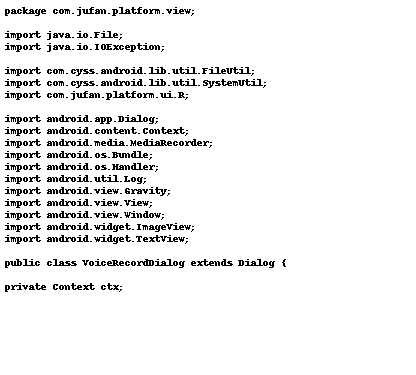 package com.jufan.platform.view;
import java.io.File;
import java.io.IOException;
import com.cyss.android.lib.util.FileUtil;
import com.cyss.android.lib.util.SystemUtil;
import com.jufan.platform.ui.R;
import android.app.Dialog;
import android.content.Context;
import android.media.MediaRecorder;
import android.os.Bundle;
import android.os.Handler;
import android.util.Log;
import android.view.Gravity;
import android.view.View;
import android.view.Window;
import android.widget.ImageView;
import android.widget.TextView;
public class VoiceRecordDialog extends Dialog {
private Context ctx;